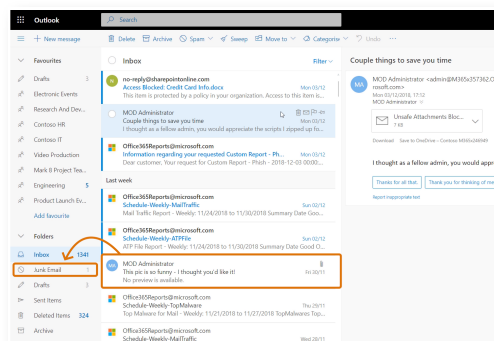 Outlook
Search
New message
Delete
Archive
Spam
Sweep
Move to
Categorise
Undo
Favourites
Drafts 3
Electronic Events
Research And Dev...
Contoso HR
Contoso IT
Video Production
Mark 8 Project Tea...
Engineering 5
Product Launch Ev...
Add favourite
Folders
Inbox 1341
Junk Email 1
Drafts 3
Sent Items
Deleted Items 324
Archive
Inbox
Filter
no-reply@sharepointonline.com
Access Blocked: Credit Card Info.docx Mon 03/12
This item is protected by a policy in your organization. Access to this item is...
MOD Administrator
Couple things to save you time Mon 03/12
I thought as a fellow admin, you would appreciate the scripts I zipped up fo...
Office365Reports@microsoft.com
Information regarding your requested Custom Report - Ph... Mon 03/12
Dear customer, Your request for Custom Report - Phish - 2018-12-03 00:00:...
Last week
Office365Reports@microsoft.com
Schedule-Weekly-MailTraffic Sun 02/12
Mail Traffic Report - Weekly: 11/24/2018 to 11/30/2018 Summary Date Goo...
Office365Reports@microsoft.com
Schedule-Weekly-ATPFile Sun 02/12
ATP File Report - Weekly: 11/24/2018 to 11/30/2018 Summary Date Good O...
MA
MOD Administrator
This pic is so funny - I thought you'd like it! Fri 30/11
No preview is available.
Office365Reports@microsoft.com
Schedule-Weekly-TopMalware Thu 29/11
Top Malware for Mail - Weekly: 11/21/2018 to 11/27/2018 TopMalwares Top...
Office365Reports@microsoft.com
Schedule-Weekly-MailTraffic Wed 28/11
Couple things to save you time
MA
MOD Administrator <admin@M365x357362.O
rosoft.com>
Mon 03/12/2018, 17:12
MOD Administrator
Unsafe Attachments Bloc...
7 KB
Download Save to OneDrive - Contoso
I thought as a fellow admin, you would appr
Thanks for all that. Thank you for thinking of me
Report inappropriate text